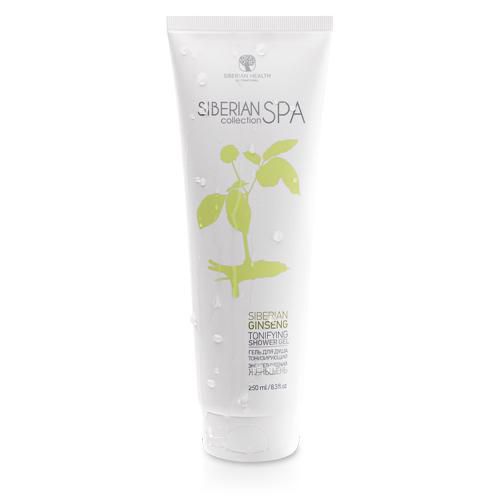 SIBERIAN HEALTH
SIBERIAN SPA
collection
SIBERIAN
GINSENG
TONIFYING
SHOWER GEL
ГЕЛЬ ДЛЯ ДУША
ТОНИЗИРУЮЩИЙ
250 ml / 8.3 fl.oz